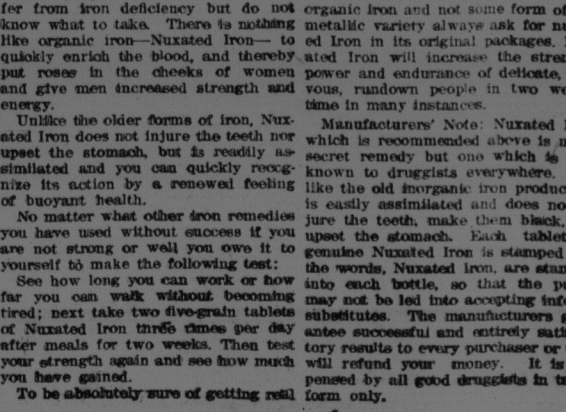 fer from iron deficiency but do not
know what to take. There is nothing
like organic iron—Nuxated Iron— to
quickly enrich the blood, and thereby
put roses in the cheeks of women
and give men increased strength and
energy.
Unlike the older forms of iron, Nux-
ated Iron does not injure the teeth nor
upset the stomach, but is readily as-
similated and you can quickly recog-
nize its action by a renewed feeling
of buoyant health.
No matter what other iron remedies
you have used without success if you
are not strong or well you owe it to
yourself to make the following test:
See how long you can work or how
far you can walk without becoming
tired; next take two five-grain tablets
of Nuxated Iron three times per day
after meals for two weeks. Then test
your strength again and see how much
you have gained.
To be absolutely sure of getting real
organic iron and not some form of
metallic variety always ask for nu
ed Iron in its original packages.
ated Iron will increase the stren
power and endurance of delicate,
vous, rundown people in two we
time in many instances.
Manufacturers' Note: Nuxated
which is recommended above is n
secret remedy but one which is
known to druggists everywhere.
like the old inorganic iron produc
is easily assimilated and does no
jure the teeth, make them black,
upset the stomach. Each tablet
genuine Nuxated Iron is stamped
the words, Nuxated Iron, are stam
into each bottle, so that the pu
may not be led into accepting infe
substitutes. The manufacturers g
antee successful and entirely satis
tory results to every purchaser or
will refund your money. It is
pensed by all good druggists in t
form only.